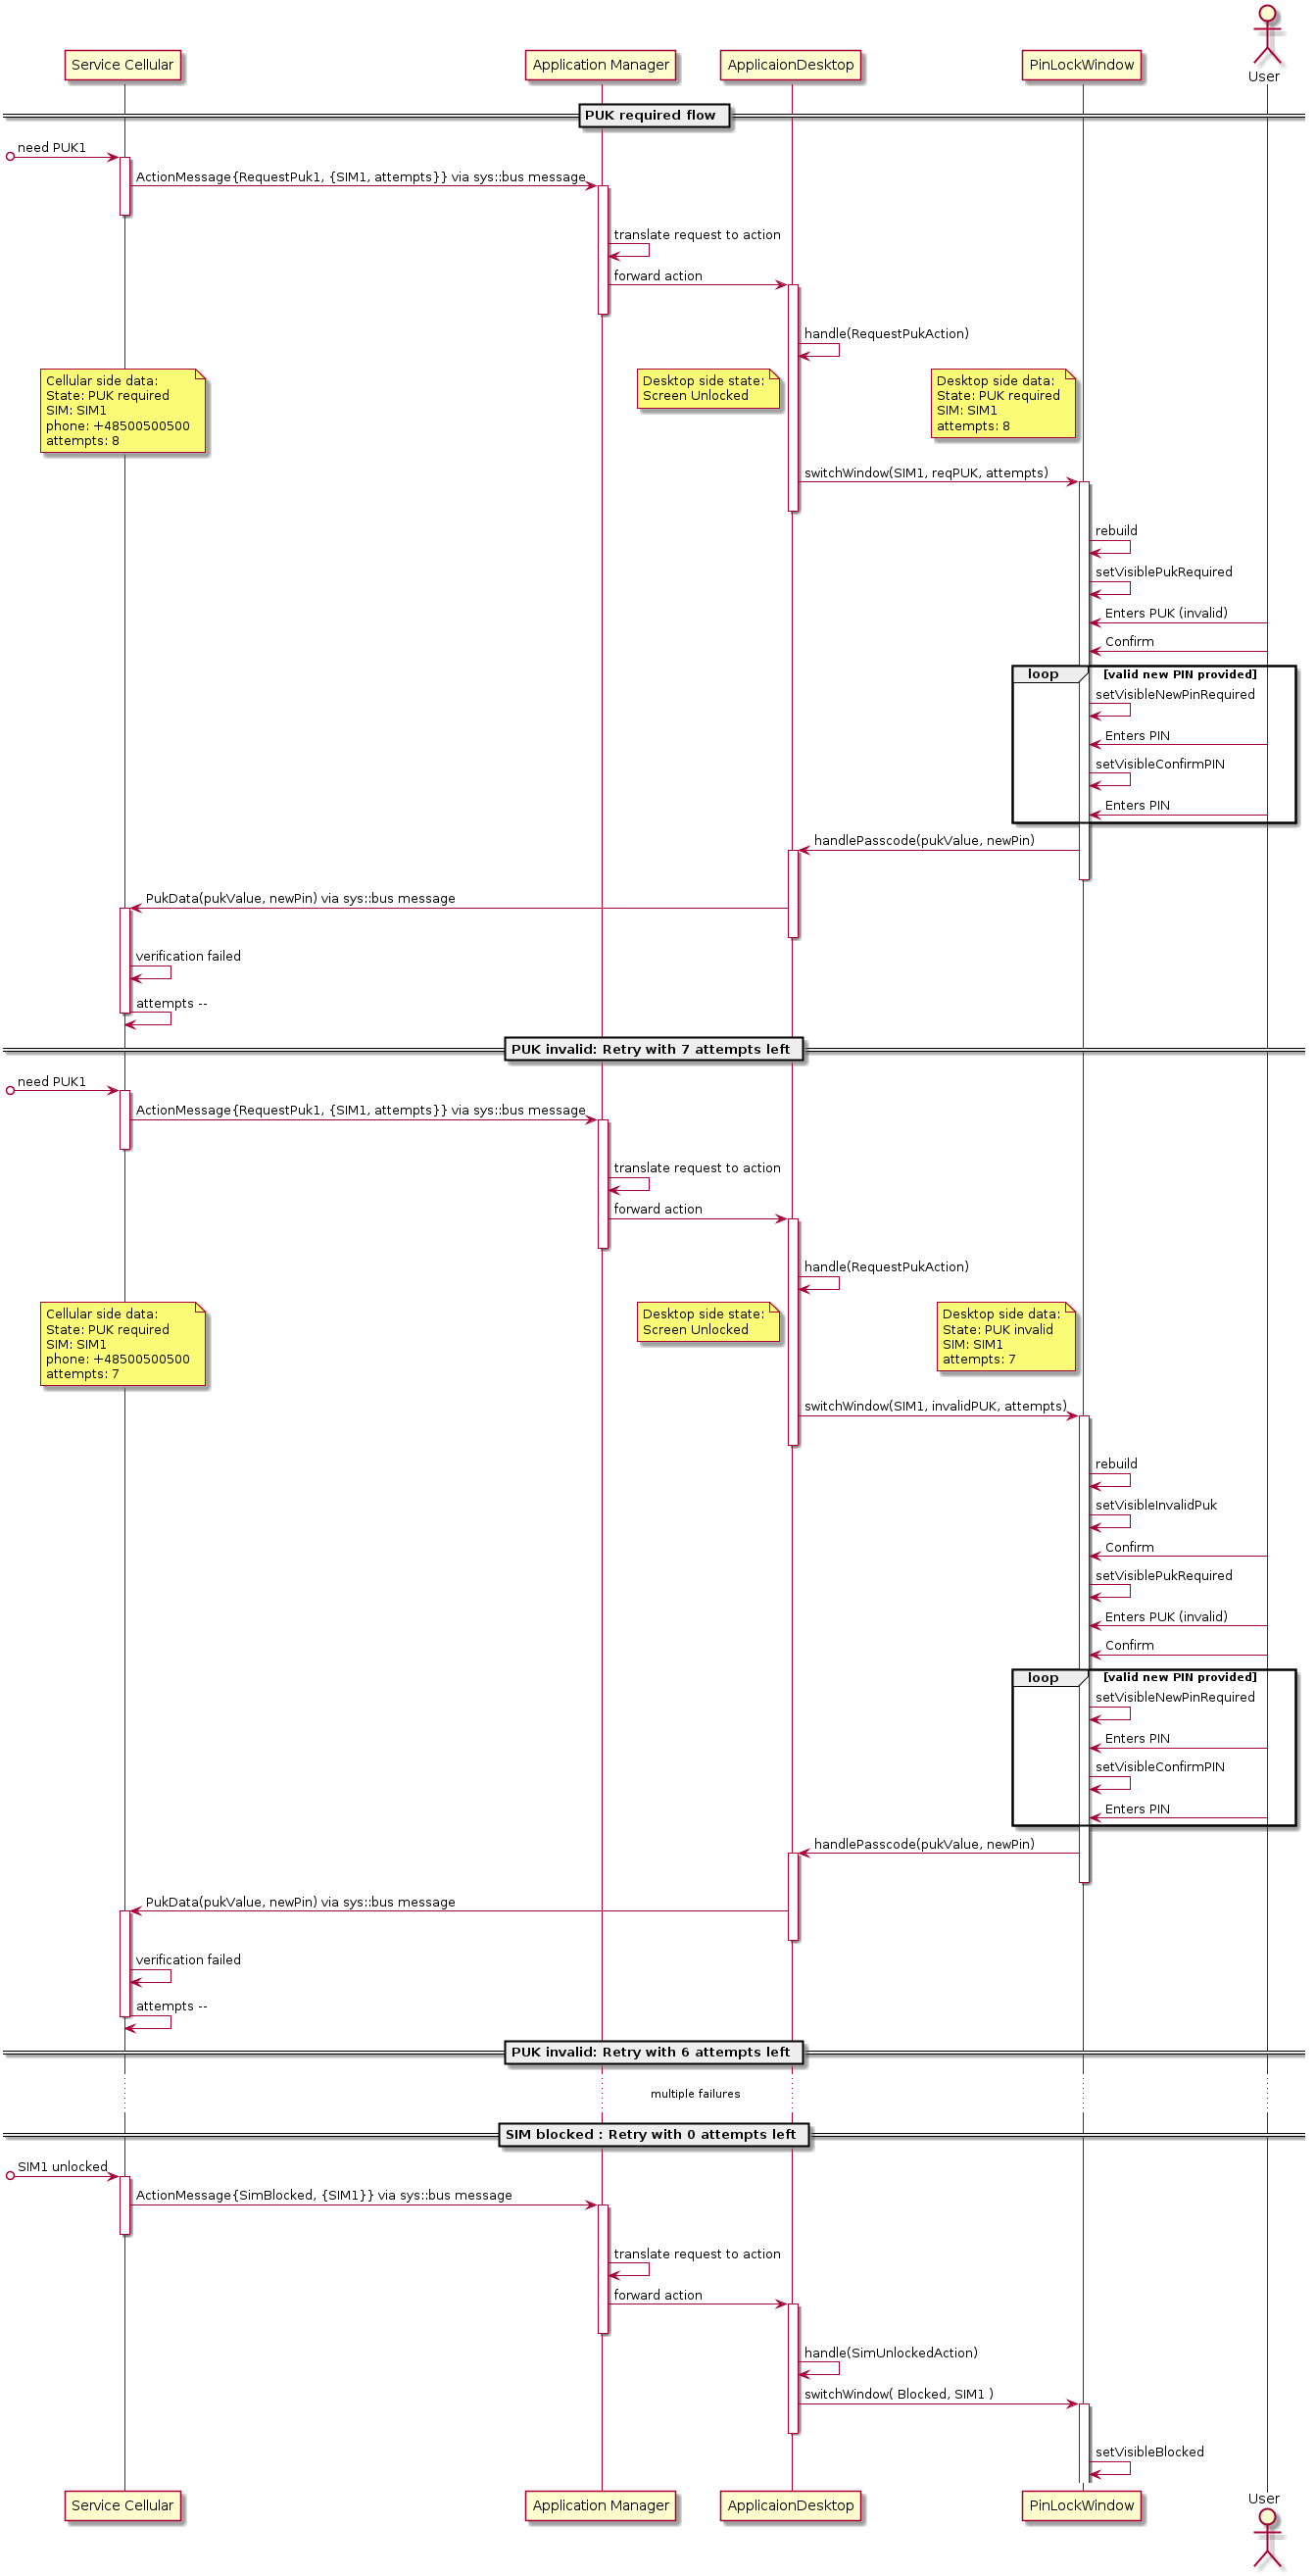 User
Service Cellular
Application Manager
ApplicaionDesktop
PinLockWindow
PUK required flow
need PUK1
ActionMessage{RequestPuk1, {SIM1, attempts}} via sys::bus message
translate request to action
forward action
handle(RequestPukAction)
Cellular side data:
State: PUK required
SIM: SIM1
phone: +48500500500
attempts: 8
Desktop side state:
Screen Unlocked
Desktop side data:
State: PUK required
SIM: SIM1
attempts: 8
switchWindow(SIM1, reqPUK, attempts)
rebuild
setVisiblePukRequired
Enters PUK (invalid)
Confirm
loop
[valid new PIN provided]
setVisibleNewPinRequired
Enters PIN
setVisibleConfirmPIN
Enters PIN
handlePasscode(pukValue, newPin)
PukData(pukValue, newPin) via sys::bus message
verification failed
attempts --
PUK invalid: Retry with 7 attempts left
need PUK1
ActionMessage{RequestPuk1, {SIM1, attempts}} via sys::bus message
translate request to action
forward action
handle(RequestPukAction)
Cellular side data:
State: PUK required
SIM: SIM1
phone: +48500500500
attempts: 7
Desktop side state:
Screen Unlocked
Desktop side data:
State: PUK invalid
SIM: SIM1
attempts: 7
switchWindow(SIM1, invalidPUK, attempts)
rebuild
setVisibleInvalidPuk
Confirm
setVisiblePukRequired
Enters PUK (invalid)
Confirm
loop
[valid new PIN provided]
setVisibleNewPinRequired
Enters PIN
setVisibleConfirmPIN
Enters PIN
handlePasscode(pukValue, newPin)
PukData(pukValue, newPin) via sys::bus message
verification failed
attempts --
PUK invalid: Retry with 6 attempts left
multiple failures
SIM blocked : Retry with 0 attempts left
SIM1 unlocked
ActionMessage{SimBlocked, {SIM1}} via sys::bus message
translate request to action
forward action
handle(SimUnlockedAction)
switchWindow( Blocked, SIM1 )
setVisibleBlocked
Service Cellular
Application Manager
ApplicaionDesktop
PinLockWindow
User